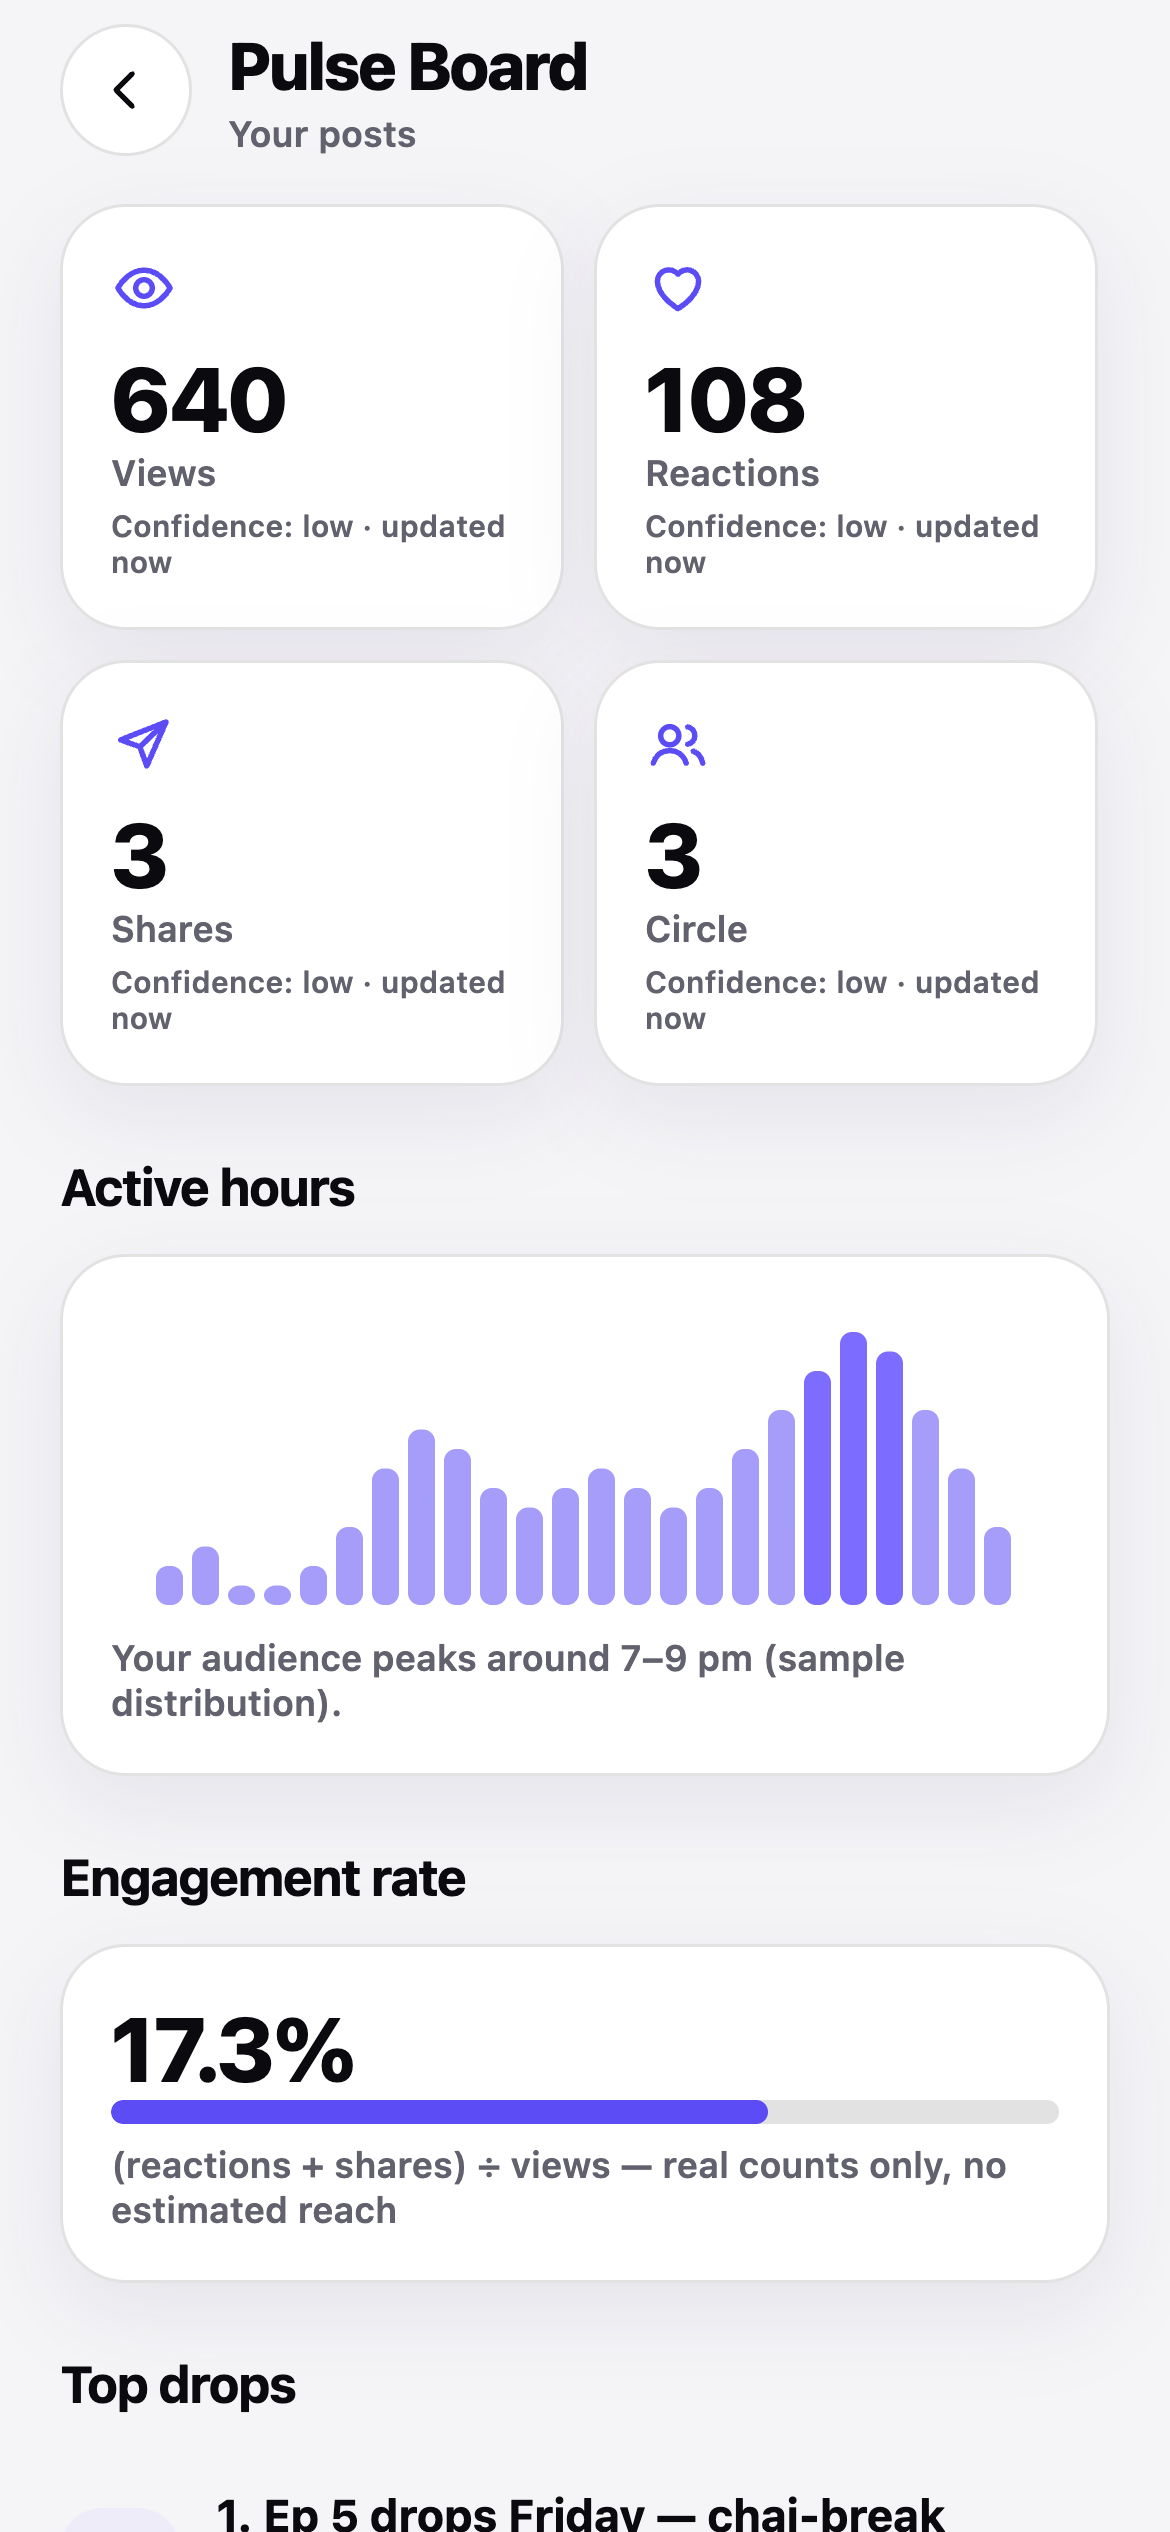 Pulse Board
Your posts
640
Views
Confidence: low · updated
now
108
Reactions
Confidence: low · updated
now
3
Shares
Confidence: low · updated
now
3
Circle
Confidence: low · updated
now
Active hours
Your audience peaks around 7–9 pm (sample
distribution).
Engagement rate
17.3%
(reactions + shares) ÷ views — real counts only, no
estimated reach
Top drops
1. Ep 5 drops Friday — chai-break